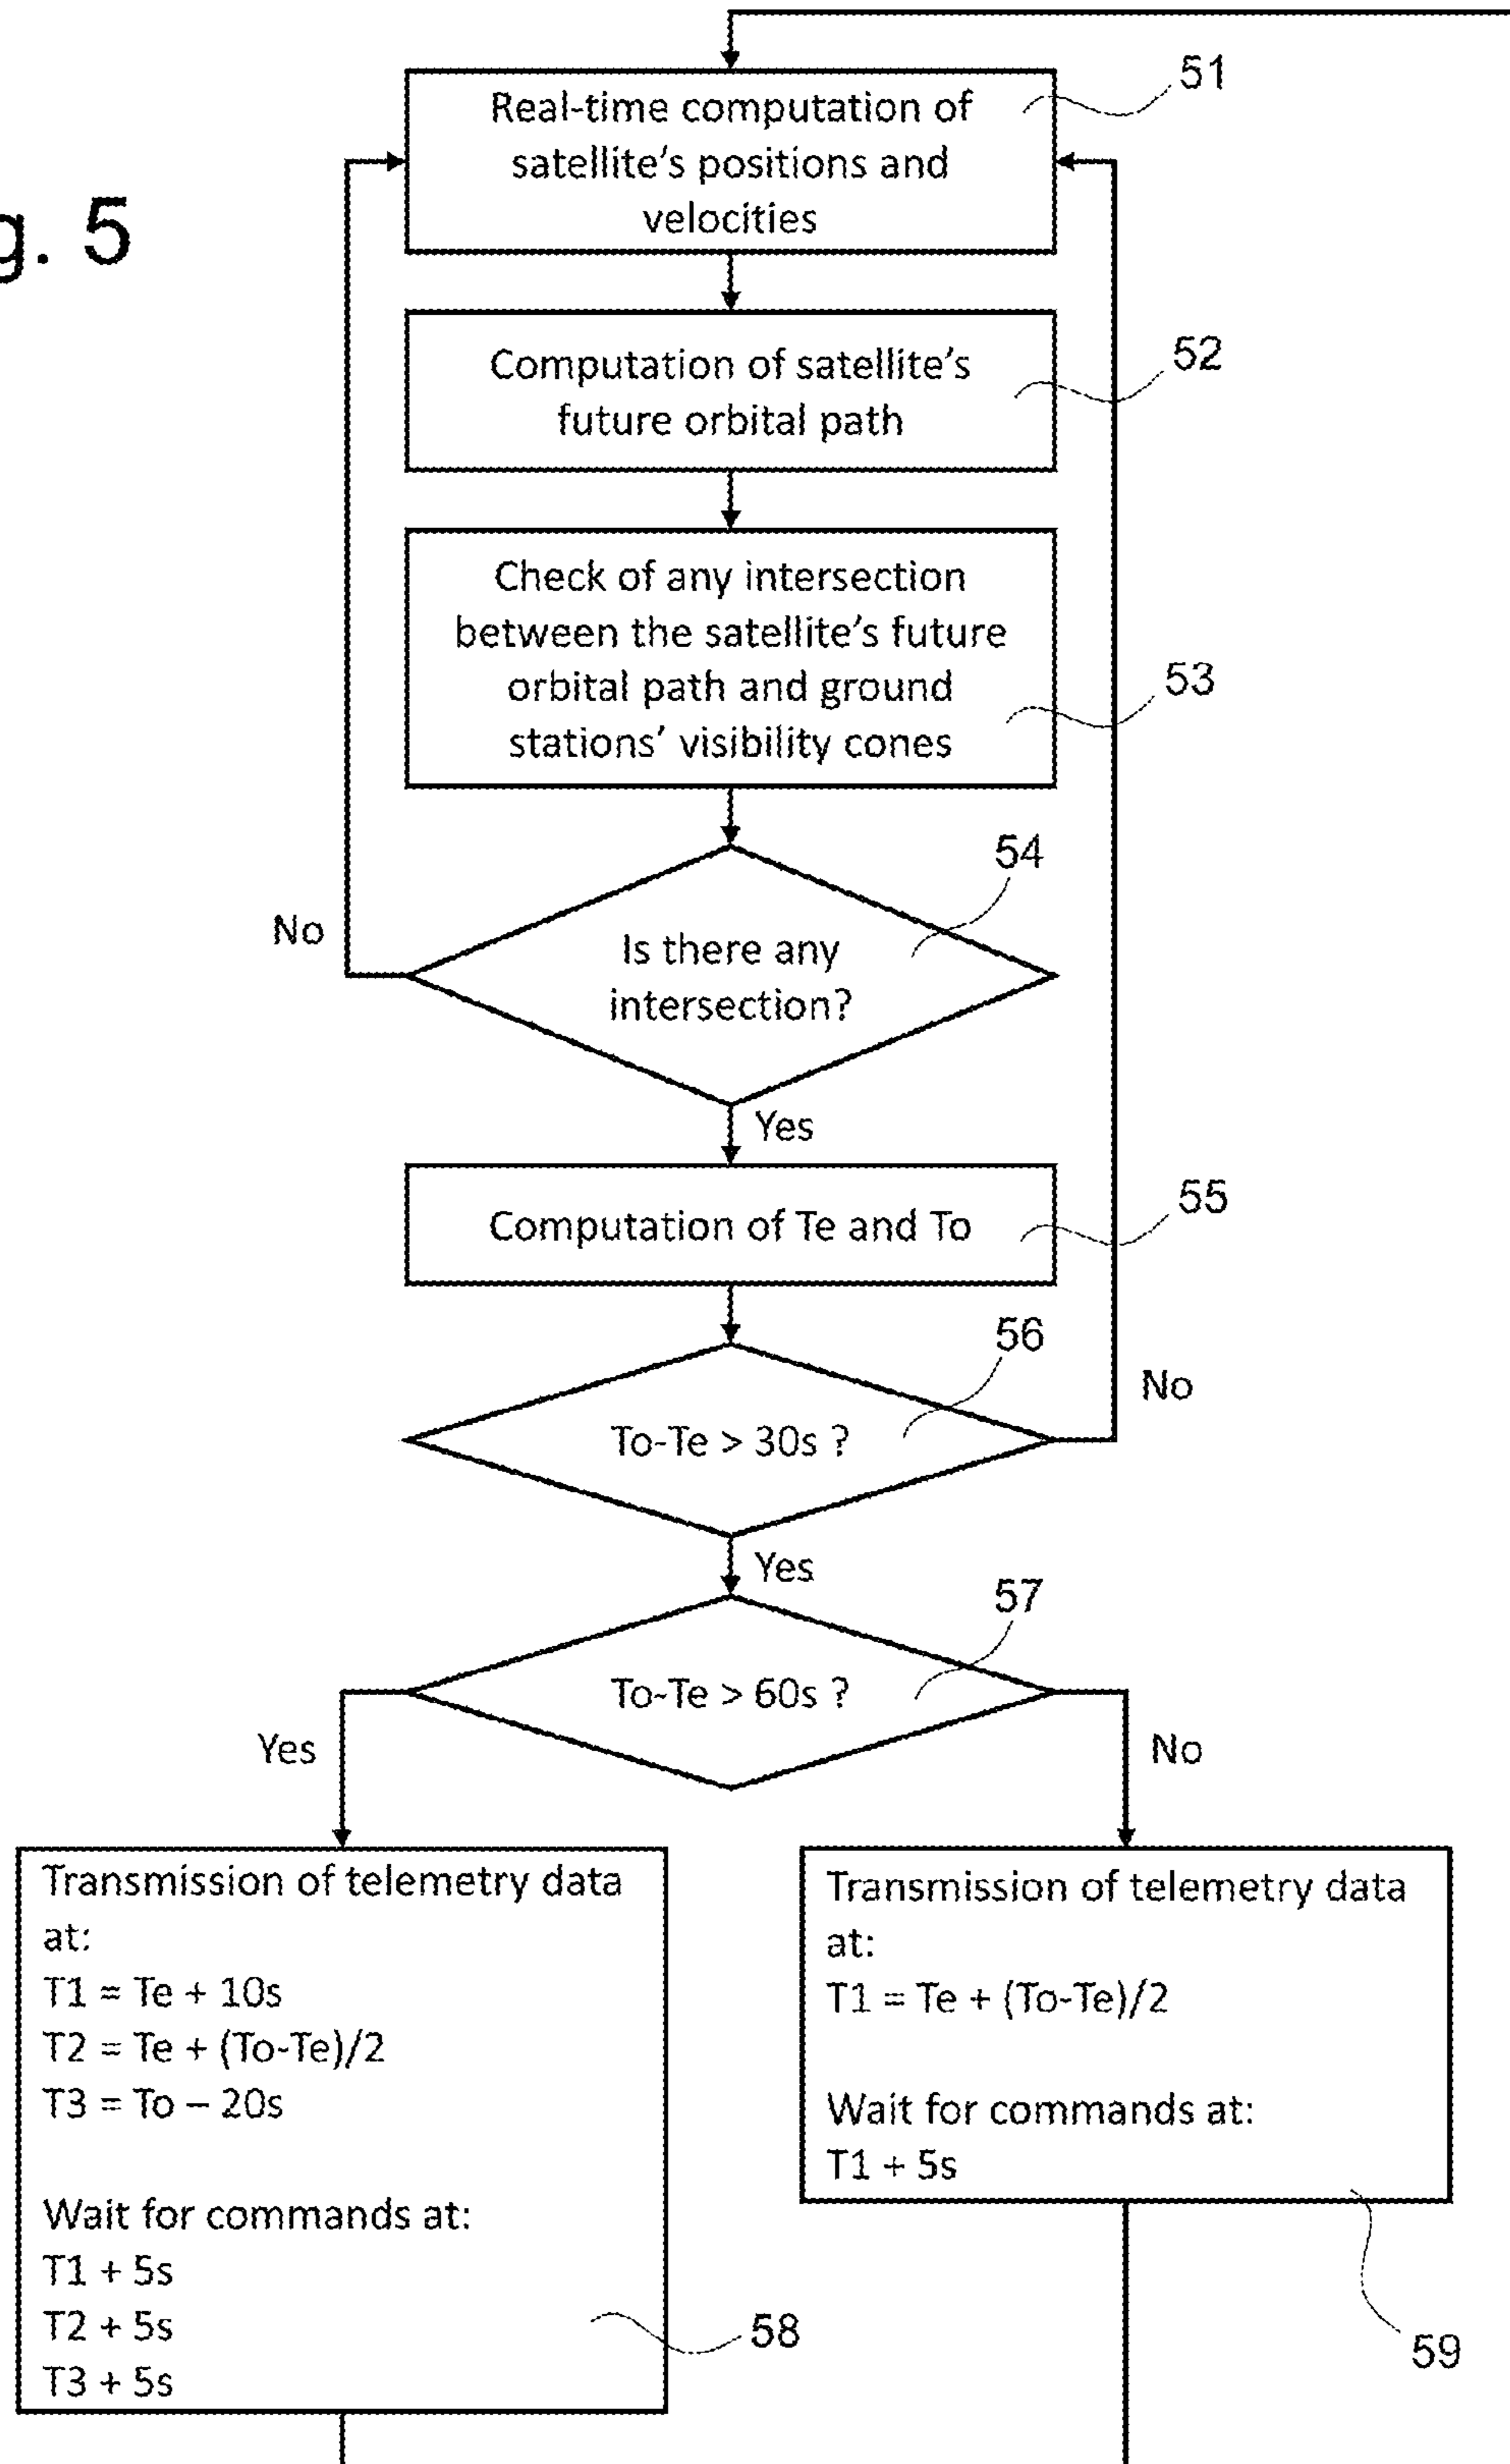 g. 5
51
Real-time computation of
satellite's positions and
velocities
52
Computation of satellite's
future orbital path
53
Check of any intersection
between the satellite's future
orbital path and ground
stations' visibility cones
54
No
Is there any
intersection?
Yes
55
Computation of Te and To
56
No
To-Te > 30s ?
Yes
57
To-Te > 60s ?
Yes
No
Transmission of telemetry data
at:
T1 = Te + 10s
T2 = Te + (To-Te)/2
T3 = To – 20s
Wait for commands at:
T1 + 5s
T2 + 5s
T3 + 5s
58
Transmission of telemetry data
at:
T1 = Te + (To-Te)/2
Wait for commands at:
T1 + 5s
59